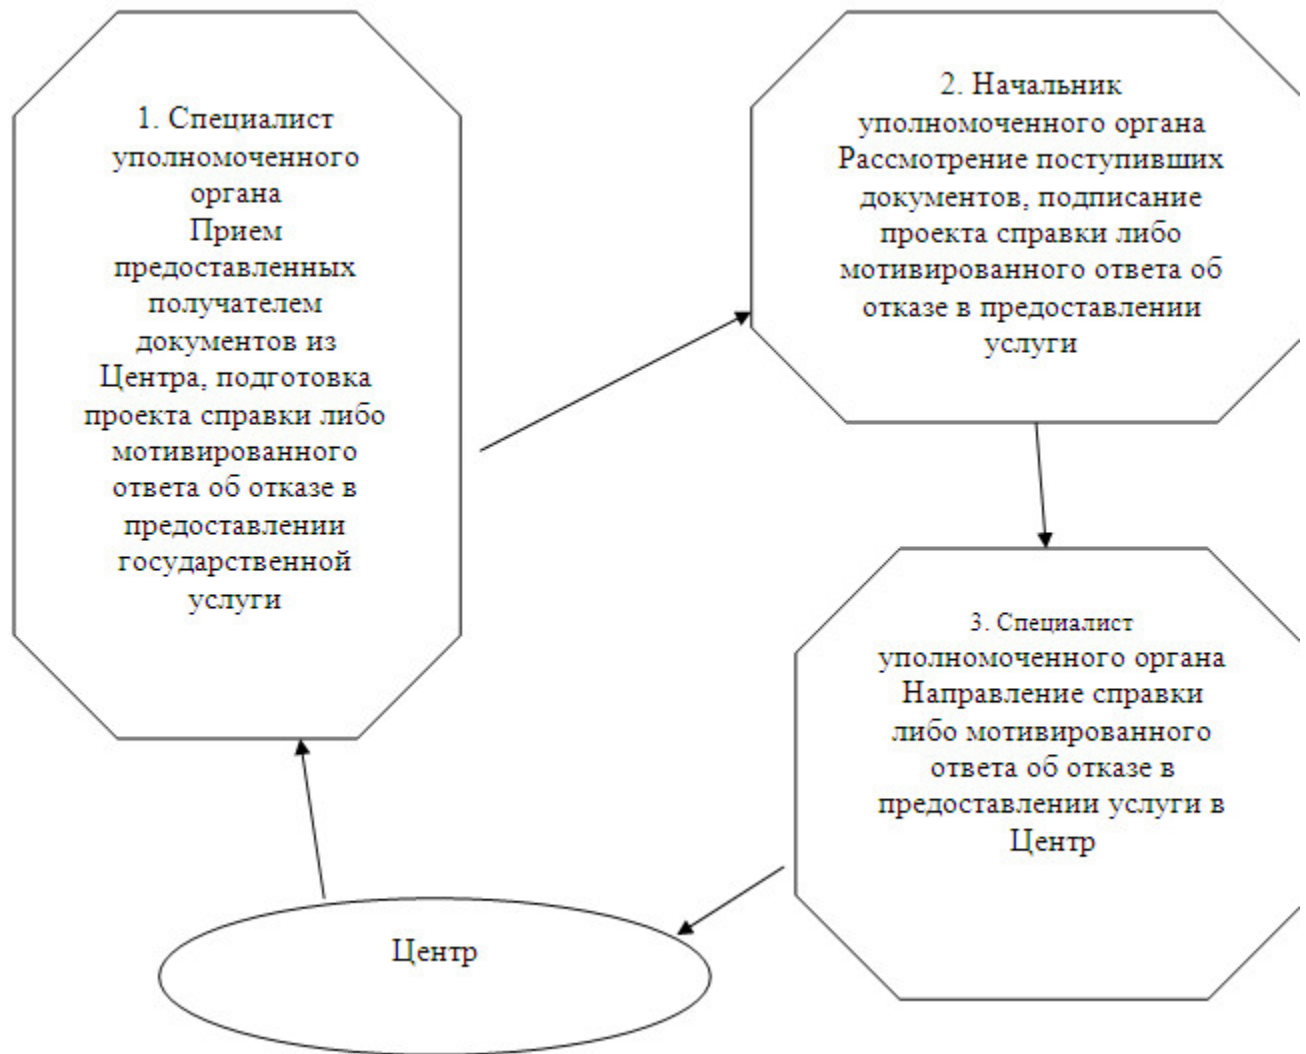 1. Специалист
уполномоченного
органа
Прием
предоставленных
получателем
документов из
Центра, подготовка
проекта справки либо
мотивированного
ответа об отказе в
предоставлении
государственной
услуги
2. Начальник
уполномоченного органа
Рассмотрение поступивших
документов, подписание
проекта справки либо
мотивированного ответа об
отказе в предоставлении
услуги
3. Специалист
уполномоченного органа
Направление справки
либо мотивированного
ответа об отказе в
предоставлении услуги в
Центр
Центр